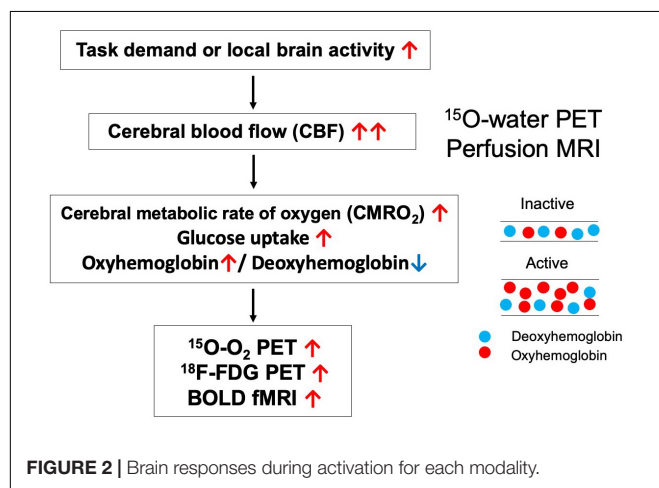 Task demand or local brain activity ↑
Cerebral blood flow (CBF) ↑↑
¹⁵O-water PET
Perfusion MRI
Cerebral metabolic rate of oxygen (CMRO₂) ↑
Glucose uptake ↑
Oxyhemoglobin↑/ Deoxyhemoglobin↓
Inactive
Active
Deoxyhemoglobin
Oxyhemoglobin
¹⁵O-O₂ PET ↑
¹⁸F-FDG PET ↑
BOLD fMRI ↑
FIGURE 2 | Brain responses during activation for each modality.